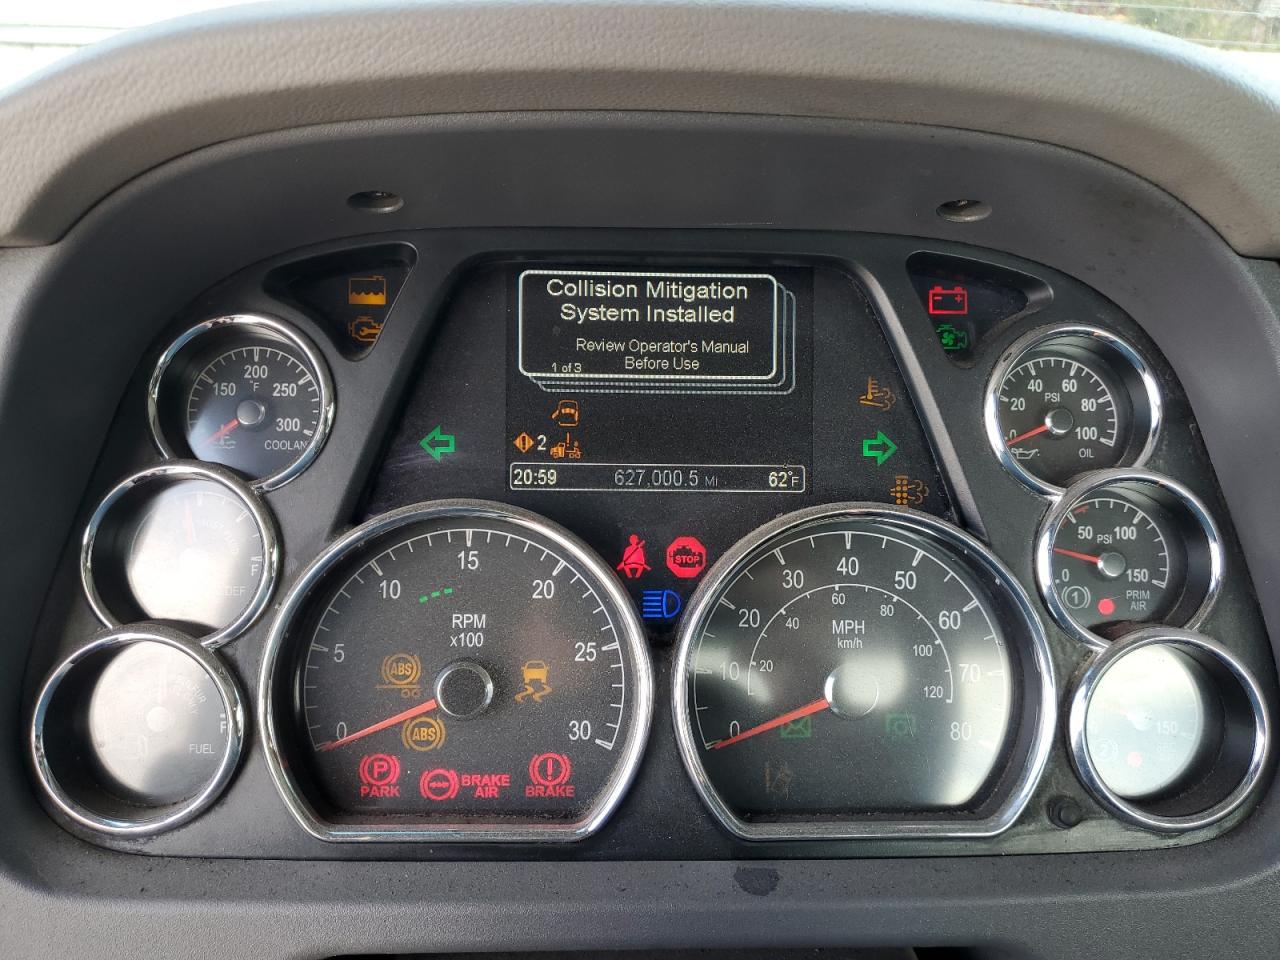 Collision Mitigation
System Installed
Review Operator's Manual
Before Use
1 of 3
2
20:59 627,000.5 Mi 62°F
150 200 250 300
°F
COOLANT
F
DEF
F
FUEL
0 5 10 15 20 25 30
RPM
x100
ABS
ABS
P
PARK
BRAKE
AIR
BRAKE
STOP
0 10 20 30 40 50 60 70 80
20 40 60 80 100 120
MPH
km/h
0 20 40 60 80 100
PSI
OIL
0 50 100 150
PSI
1
PRIM
AIR
150
2